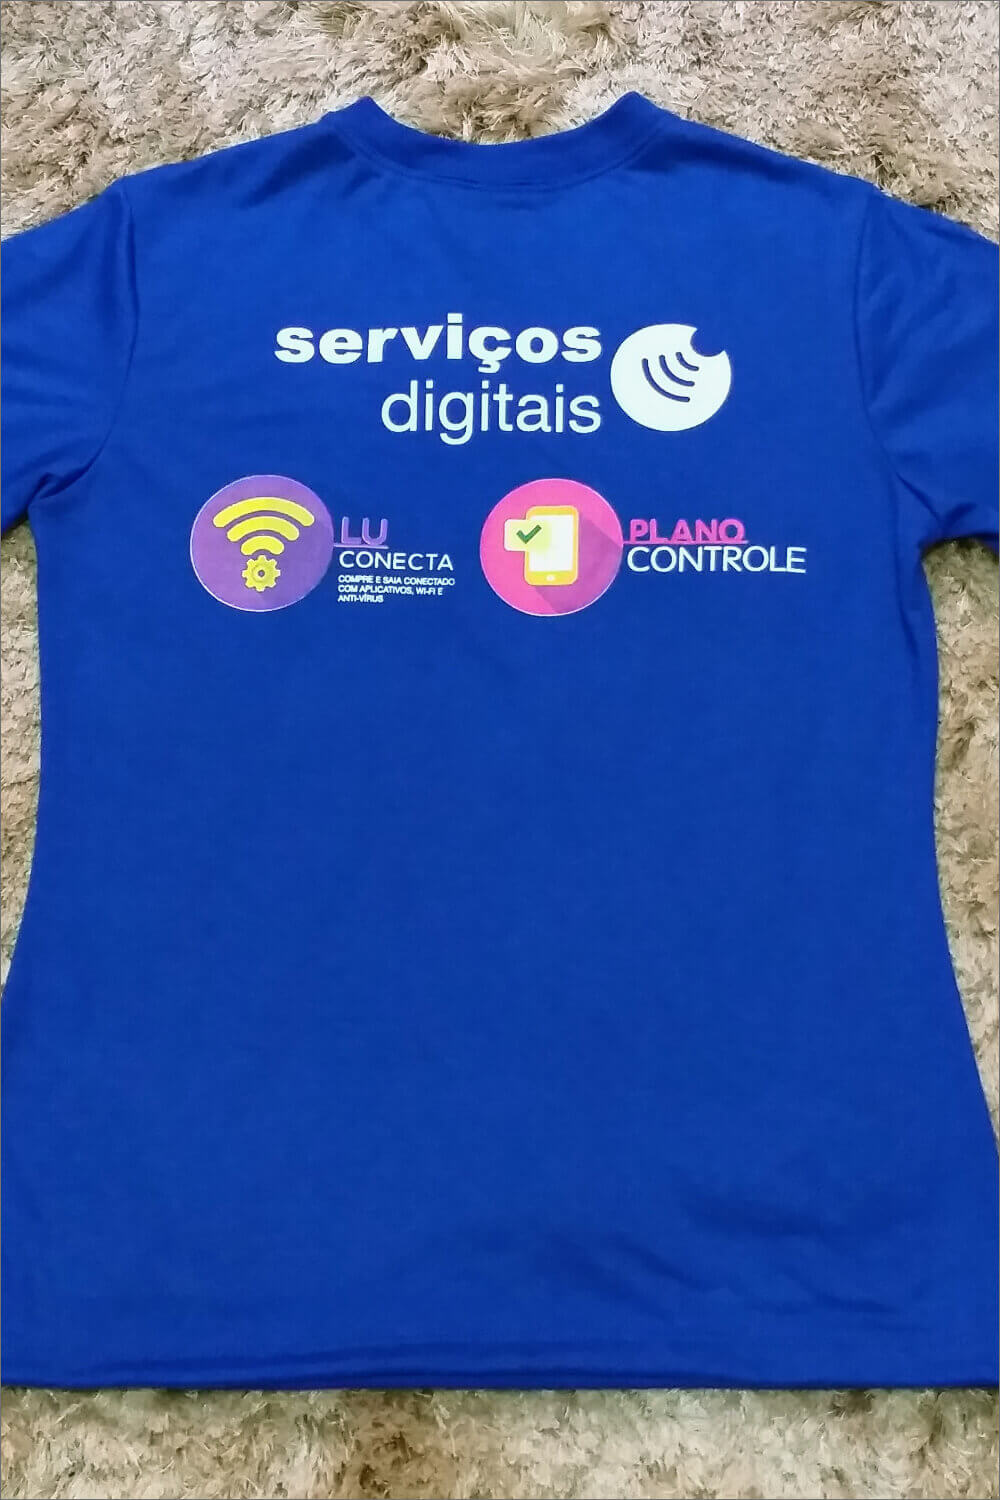 serviços
digitais
LU
CONECTA
COMPRE E SAIA CONECTADO
COM APLICATIVOS, WI-FI E
ANTI-VÍRUS
PLANO
CONTROLE